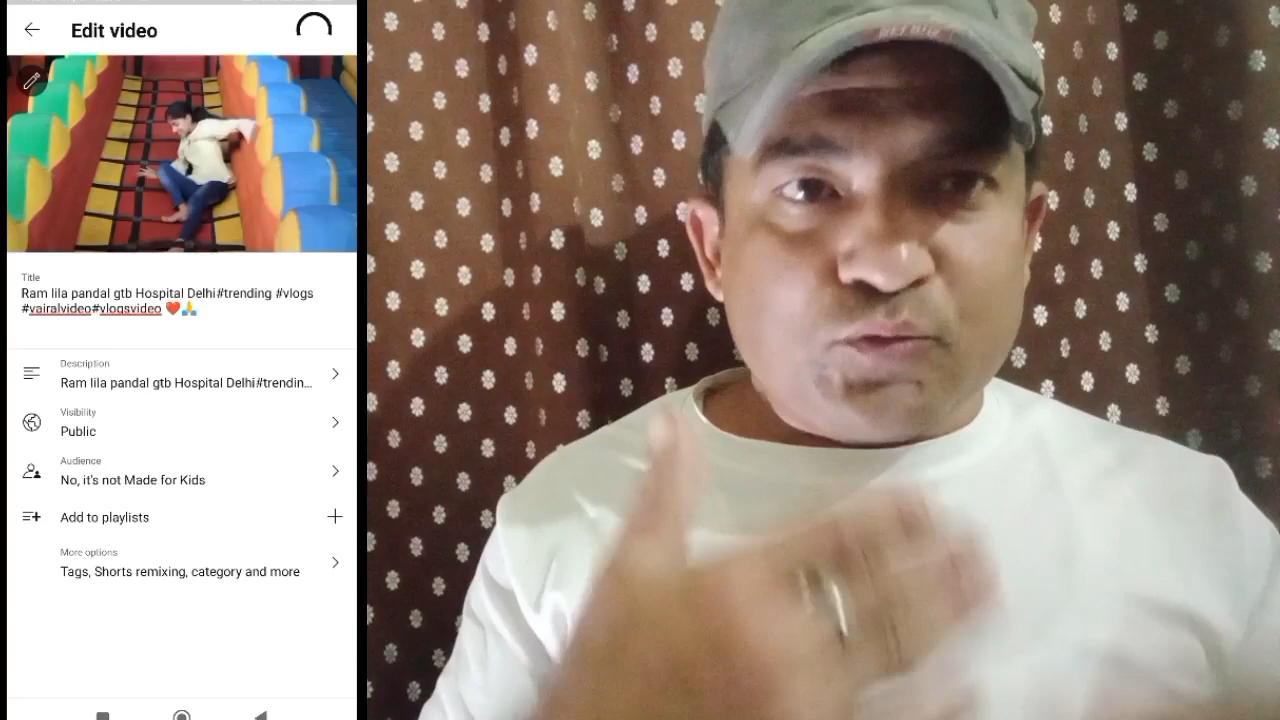 Edit video
Title
Ram lila pandal gtb Hospital Delhi#trending #vlogs
#vairalvideo#vlogsvideo ❤️🙏
Description
Ram lila pandal gtb Hospital Delhi#trendin...
Visibility
Public
Audience
No, it's not Made for Kids
Add to playlists
More options
Tags, Shorts remixing, category and more